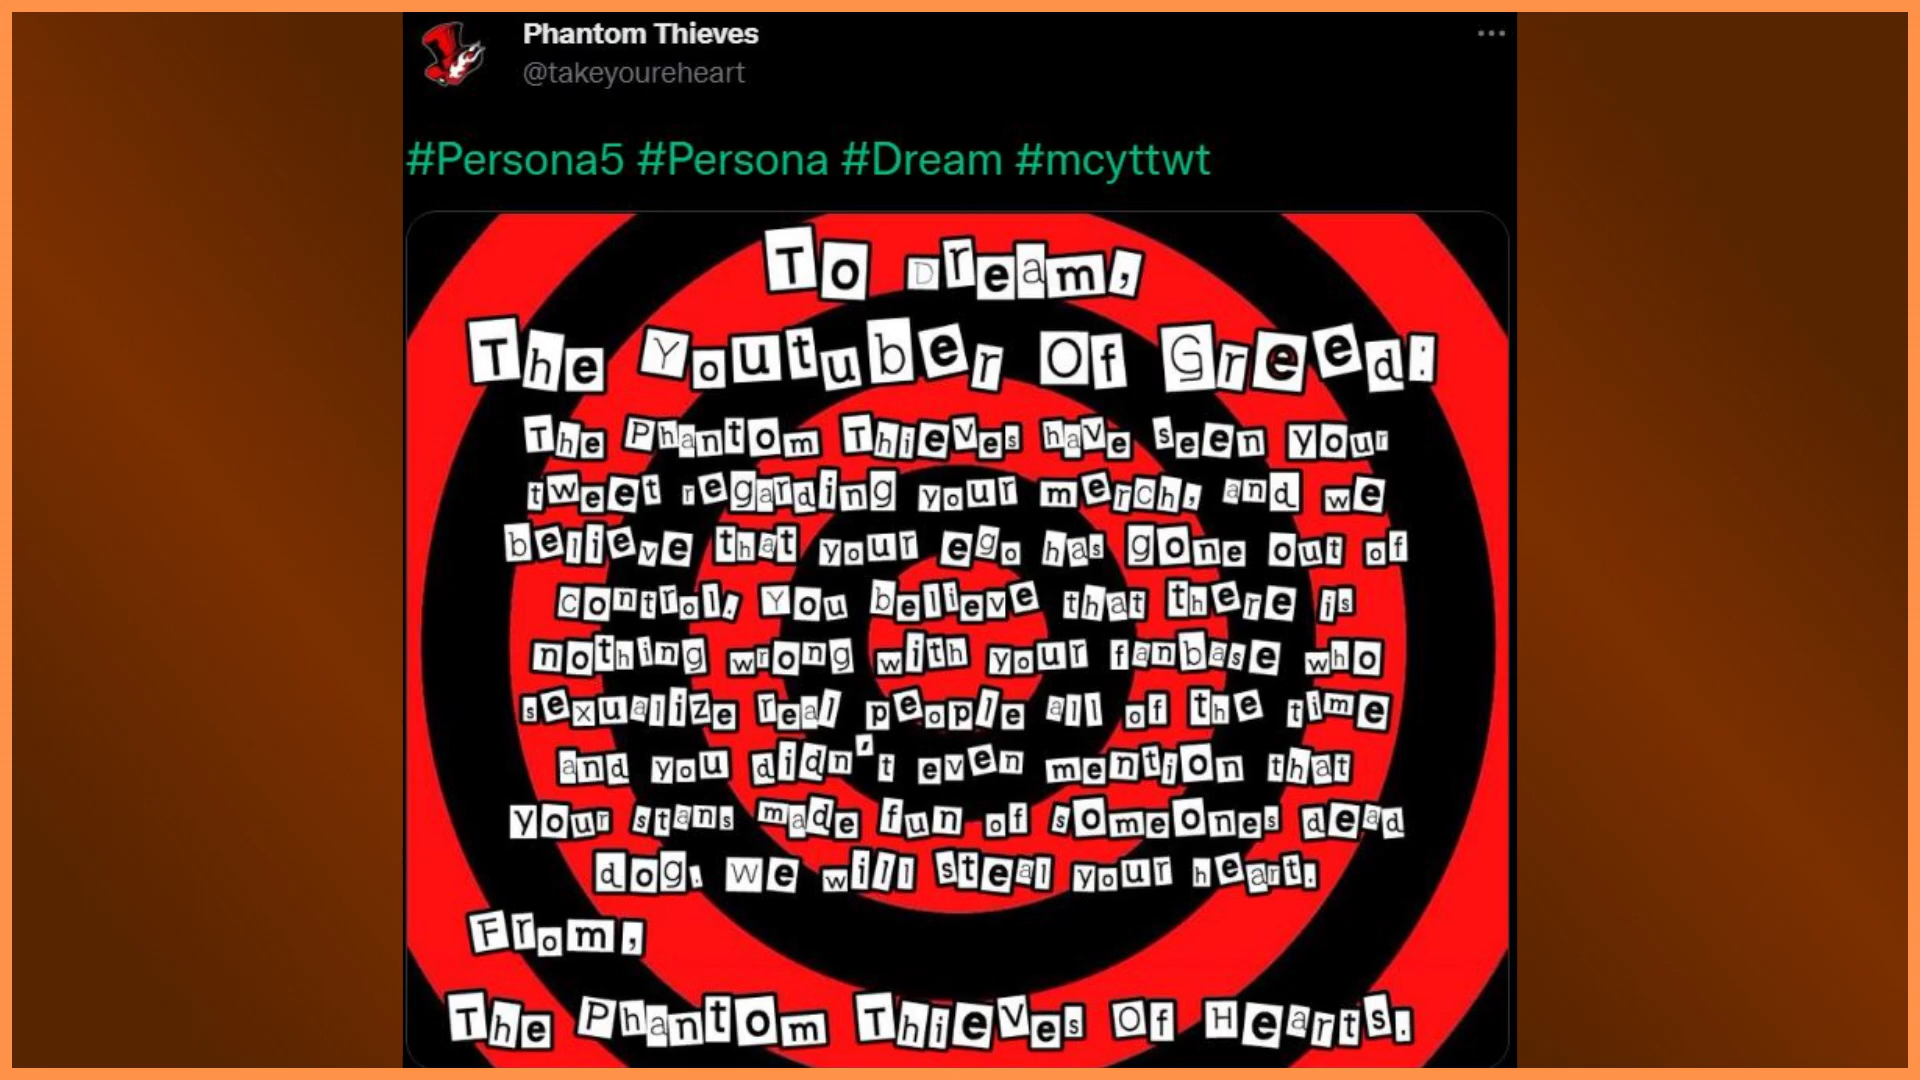 Phantom Thieves
@takeyoureheart
#Persona5 #Persona #Dream #mcyttwt
To Dream,
The Youtuber Of Greed:
The Phantom Thieves have seen your
tweet regarding your merch, and we
believe that your ego has gone out of
control. You believe that there is
nothing wrong with your fanbase who
sexualize real people all of the time
and you didn't even mention that
your stans made fun of someones dead
dog. We will steal your heart.
From,
The Phantom Thieves Of Hearts.